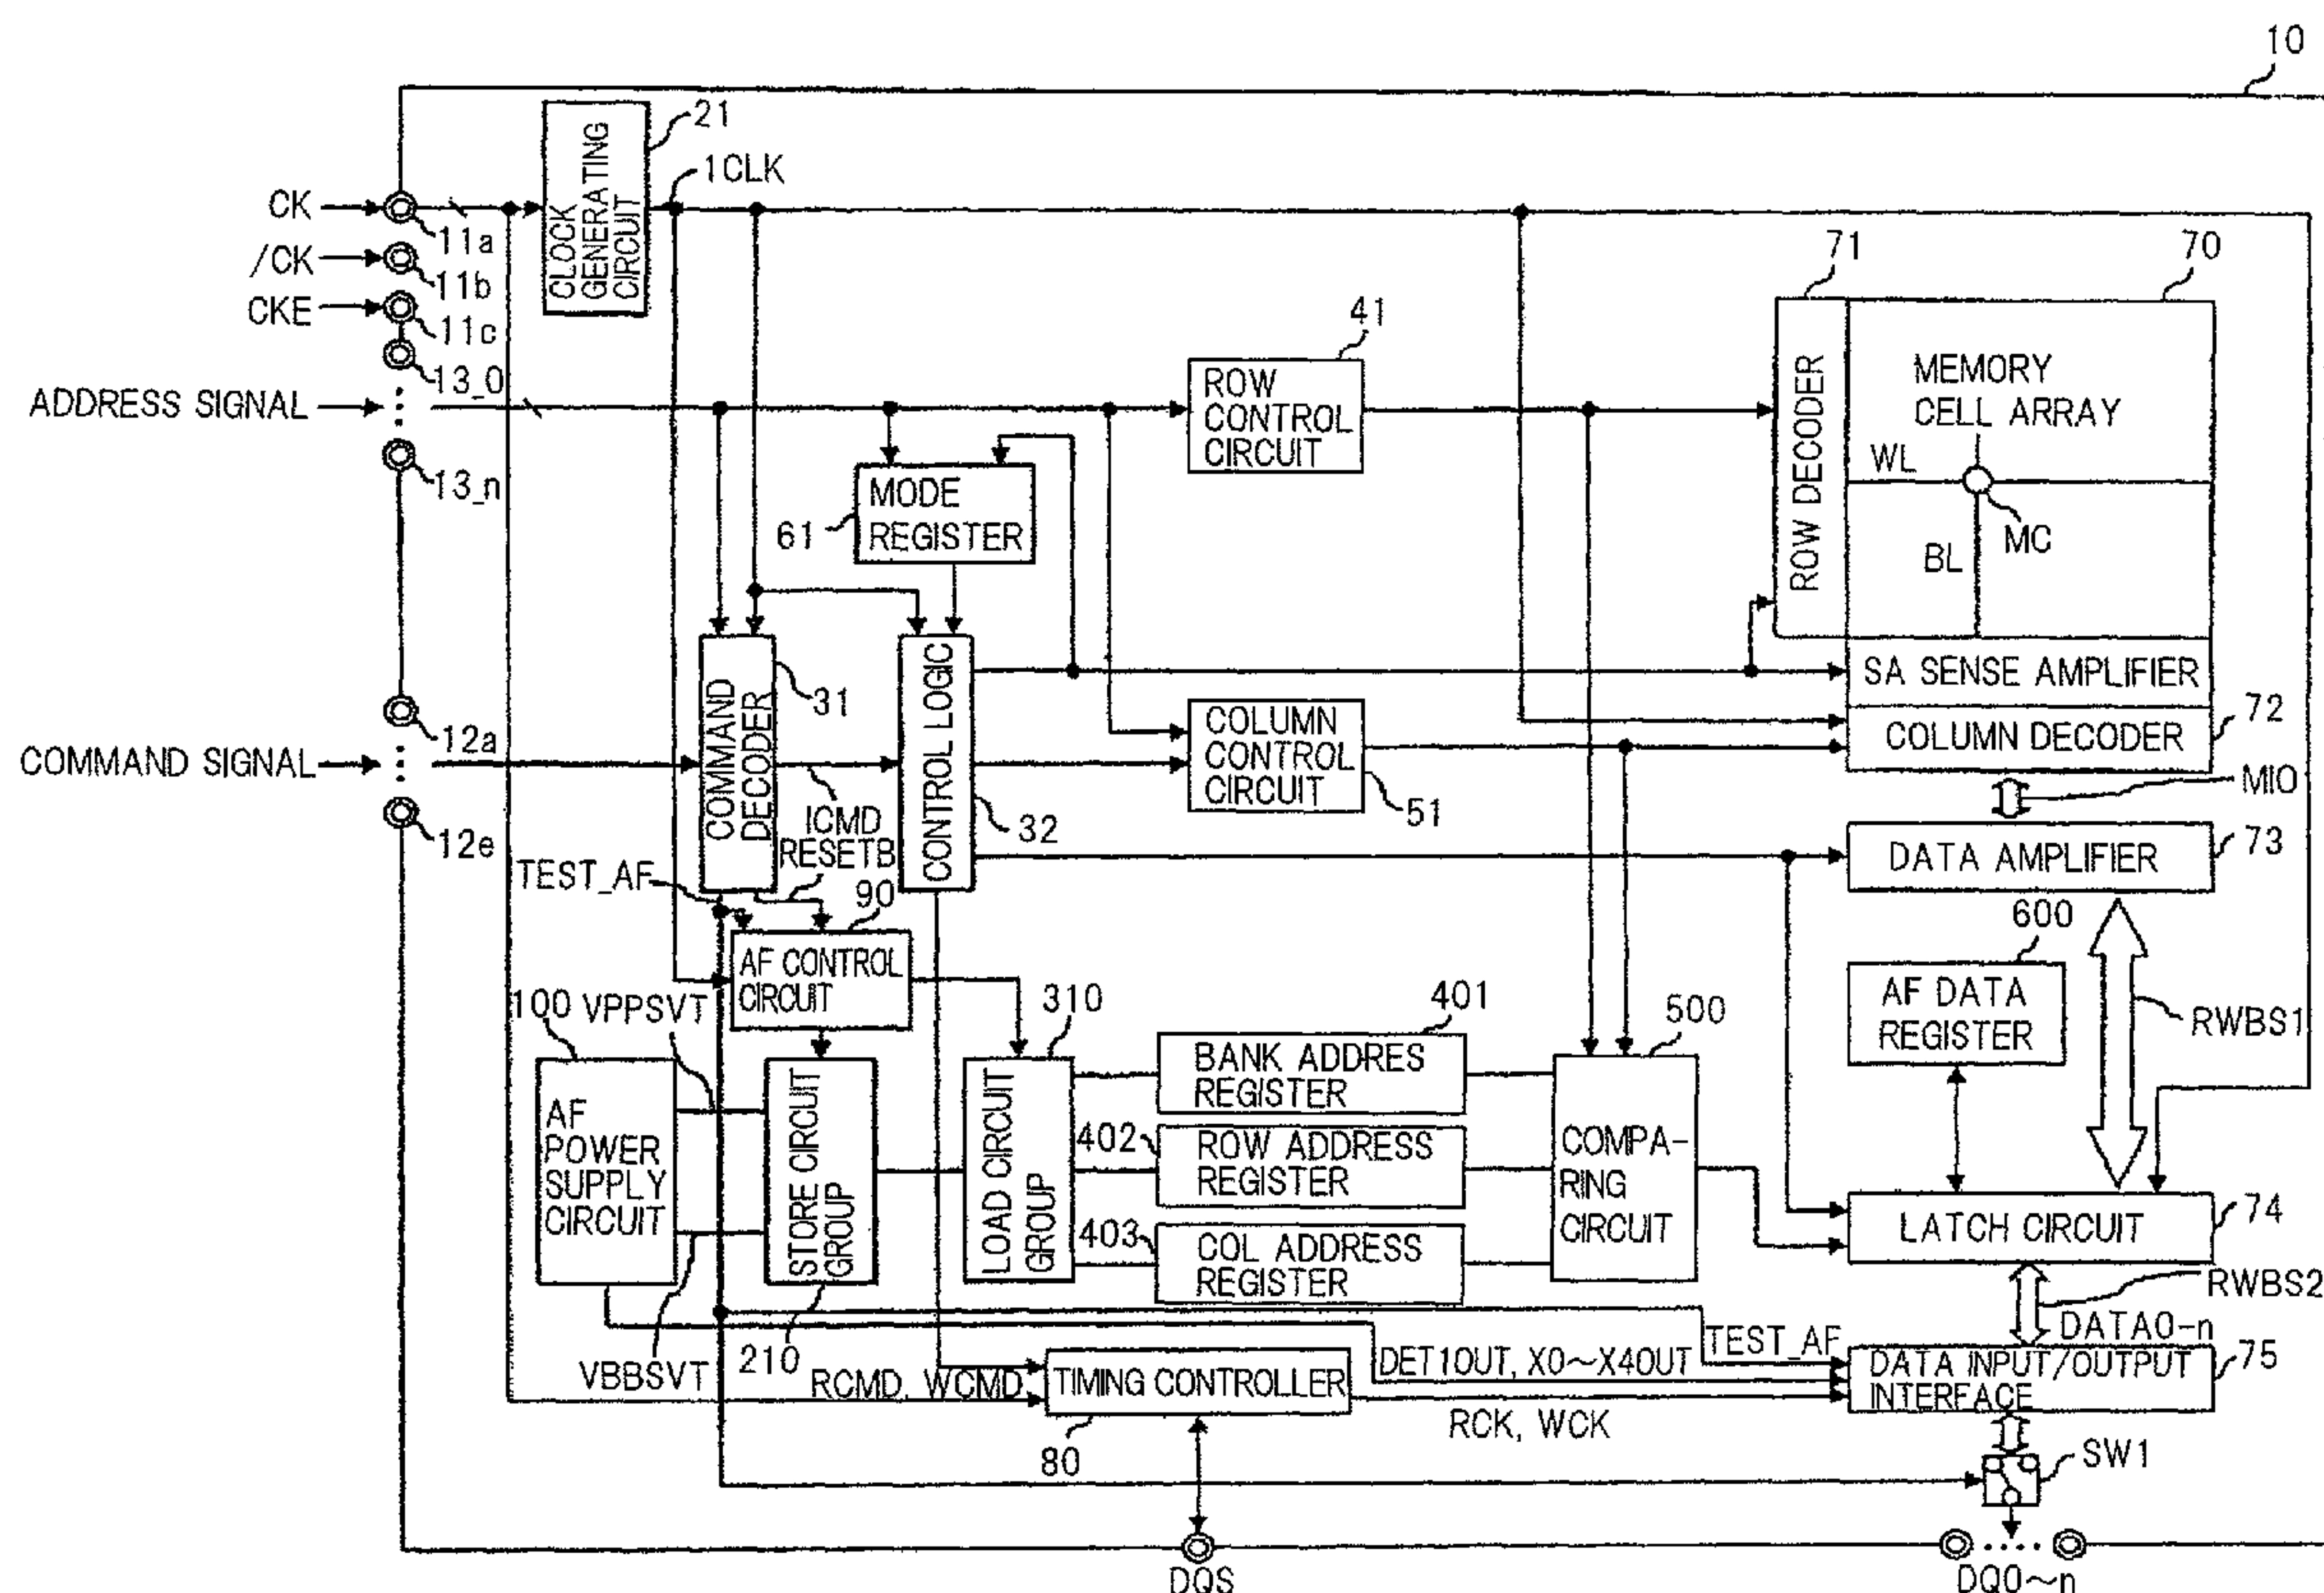 10
21
CLOCK
GENERATING
CIRCUIT
1CLK
CK
11a
/CK
11b
CKE
11c
13_0
ADDRESS SIGNAL
13_n
41
ROW
CONTROL
CIRCUIT
71
ROW DECODER
70
MEMORY
CELL ARRAY
WL
MC
BL
MODE
REGISTER
61
COMMAND
DECODER
31
CONTROL LOGIC
32
SA SENSE AMPLIFIER
COLUMN DECODER
72
COLUMN
CONTROL
CIRCUIT
51
12a
COMMAND SIGNAL
12e
ICMD
RESETB
MIO
DATA AMPLIFIER
73
TEST_AF
90
AF CONTROL
CIRCUIT
600
AF DATA
REGISTER
RWBS1
100
VPPSVT
AF
POWER
SUPPLY
CIRCUIT
STORE CIRCUIT
GROUP
310
LOAD CIRCUIT
GROUP
401
BANK ADDRES
REGISTER
402
ROW ADDRESS
REGISTER
403
COL ADDRESS
REGISTER
500
COMPA-
RING
CIRCUIT
LATCH CIRCUIT
74
RWBS2
DATA0-n
VBBSVT
210
RCMD, WCMD
TIMING CONTROLLER
80
TEST_AF
DET1OUT, X0~X4OUT
RCK, WCK
DATA INPUT/OUTPUT
INTERFACE
75
SW1
DQS
DQ0~n